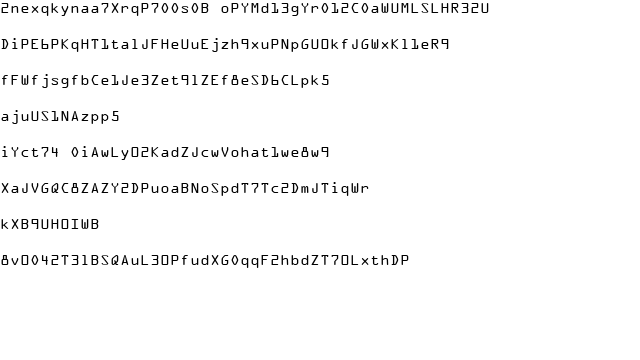 2nexqkynaa7XrqP700s0B oPYMd13gYr012C0aWUMLSLHR32U
DiPE6PKqHT1ta1JFHeUuEjzh9xuPNpGU0kfJGWxK11eR9
fFWfjsgfbCe1Je3Zet91ZEf8eSD6CLpk5
ajuUS1NAzpp5
iYct74 0iAwLy02KadZJcwVohat1we8w9
XaJVGQC8ZAZY2DPuoaBNoSpdT7Tc2DmJTiqWr
kXB9UH0IWB
8v0042T31BSQAuL30PfudXG0qqF2hbdZT70LxthDP